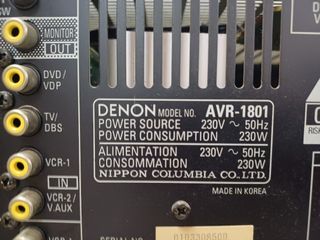 MONITOR
OUT
DVD/
VDP
TV/
DBS
VCR-1
IN
VCR-2/
V.AUX
DENON MODEL NO. AVR-1801
POWER SOURCE 230V ~ 50Hz
POWER CONSUMPTION 230W
ALIMENTATION 230V ~ 50Hz
CONSOMMATION 230W
NIPPON COLUMBIA CO.LTD.
MADE IN KOREA